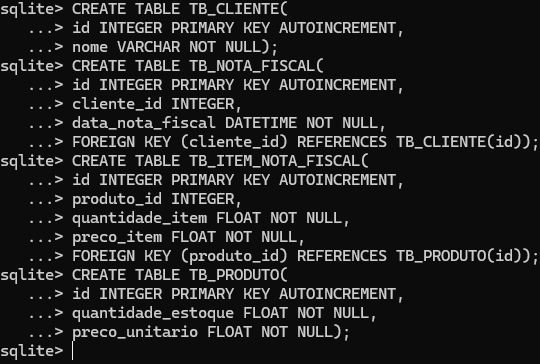 sqlite> CREATE TABLE TB_CLIENTE(
   ...> id INTEGER PRIMARY KEY AUTOINCREMENT,
   ...> nome VARCHAR NOT NULL);
sqlite> CREATE TABLE TB_NOTA_FISCAL(
   ...> id INTEGER PRIMARY KEY AUTOINCREMENT,
   ...> cliente_id INTEGER,
   ...> data_nota_fiscal DATETIME NOT NULL,
   ...> FOREIGN KEY (cliente_id) REFERENCES TB_CLIENTE(id));
sqlite> CREATE TABLE TB_ITEM_NOTA_FISCAL(
   ...> id INTEGER PRIMARY KEY AUTOINCREMENT,
   ...> produto_id INTEGER,
   ...> quantidade_item FLOAT NOT NULL,
   ...> preco_item FLOAT NOT NULL,
   ...> FOREIGN KEY (produto_id) REFERENCES TB_PRODUTO(id));
sqlite> CREATE TABLE TB_PRODUTO(
   ...> id INTEGER PRIMARY KEY AUTOINCREMENT,
   ...> quantidade_estoque FLOAT NOT NULL,
   ...> preco_unitario FLOAT NOT NULL);
sqlite>